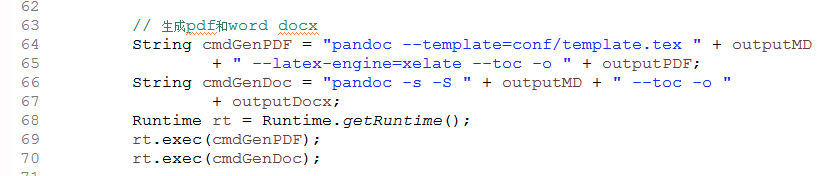 62
63 // 生成pdf和word docx
64 String cmdGenPDF = "pandoc --template=conf/template.tex " + outputMD
65 + " --latex-engine=xelate --toc -o " + outputPDF;
66 String cmdGenDoc = "pandoc -s -S " + outputMD + " --toc -o "
67 + outputDocx;
68 Runtime rt = Runtime.getRuntime();
69 rt.exec(cmdGenPDF);
70 rt.exec(cmdGenDoc);